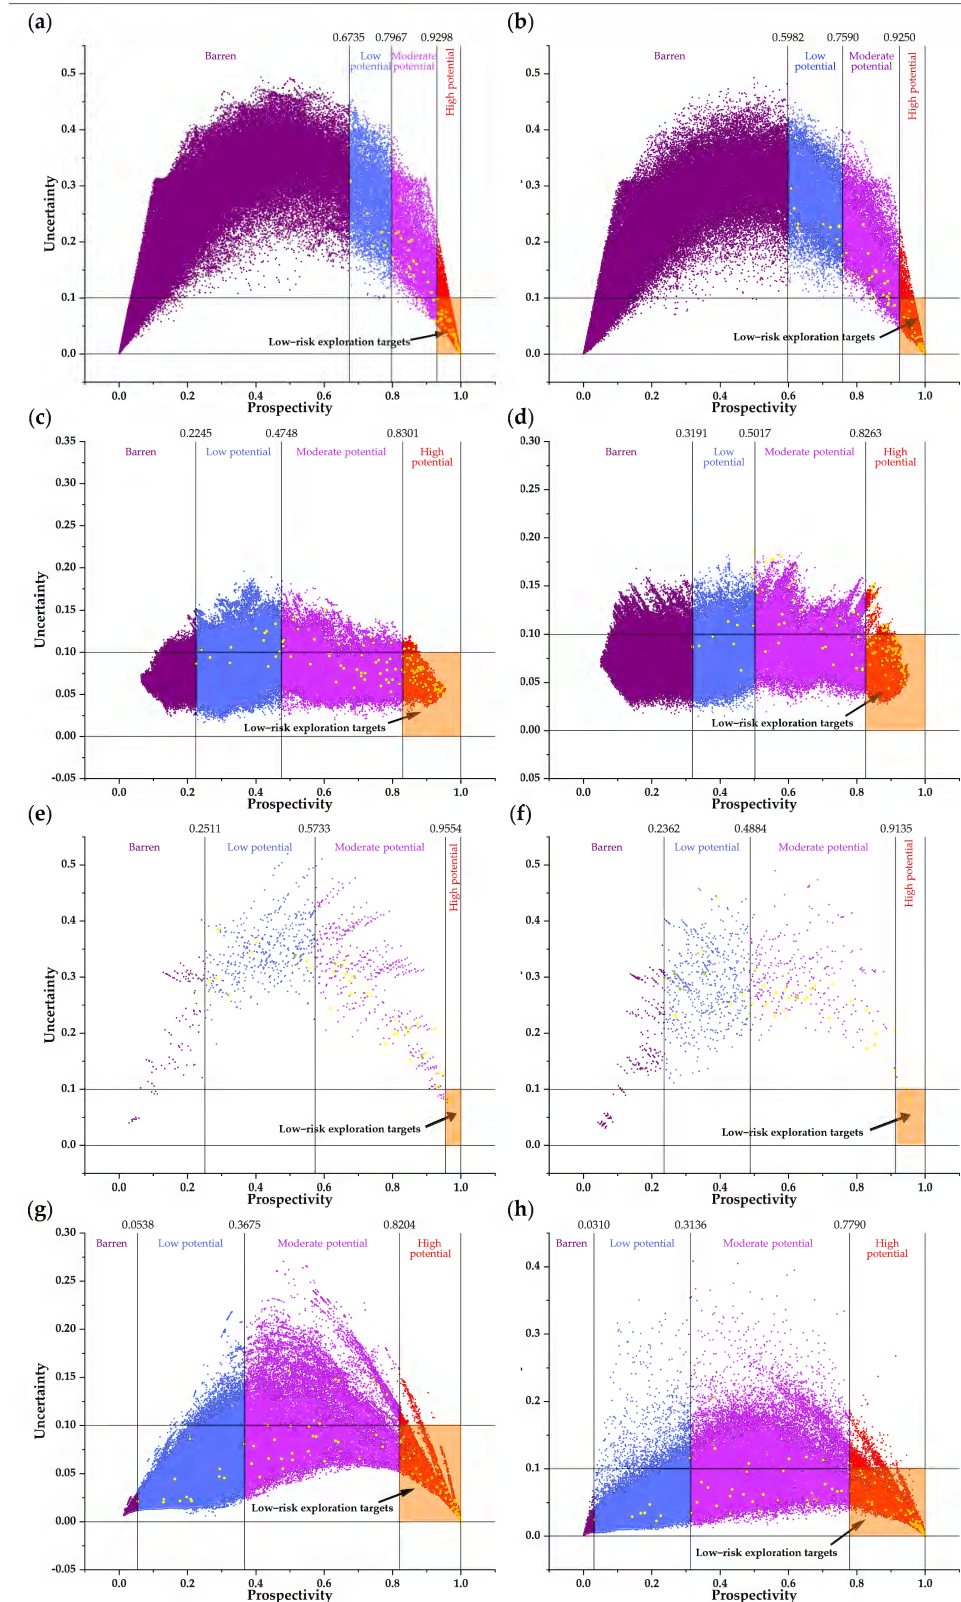 (a)
0.6735
0.7967
0.9298
Barren
Low
potential
Moderate
potential
High potential
0.5
0.4
0.3
0.2
0.1
0.0
Uncertainty
Low-risk exploration targets
0.0 0.2 0.4 0.6 0.8 1.0
Prospectivity
(b)
0.5982
0.7590
0.9250
Barren
Low
potential
Moderate
potential
High potential
0.5
0.4
0.3
0.2
0.1
0.0
Low-risk exploration targets
0.0 0.2 0.4 0.6 0.8 1.0
Prospectivity
(c)
0.2245
0.4748
0.8301
Barren
Low potential
Moderate potential
High
potential
0.35
0.30
0.25
0.20
0.15
0.10
0.05
0.00
-0.05
Uncertainty
Low-risk exploration targets
0.0 0.2 0.4 0.6 0.8 1.0
Prospectivity
(d)
0.3191
0.5017
0.8263
Barren
Low
potential
Moderate potential
High
potential
0.30
0.25
0.20
0.15
0.10
0.05
0.00
0.05
Low-risk exploration targets
0.0 0.2 0.4 0.6 0.8 1.0
Prospectivity
(e)
0.2511
0.5733
0.9554
Barren
Low potential
Moderate potential
High potential
0.5
0.4
0.3
0.2
0.1
0.0
Uncertainty
Low-risk exploration targets
0.0 0.2 0.4 0.6 0.8 1.0
Prospectivity
(f)
0.2362
0.4884
0.9135
Barren
Low potential
Moderate potential
High potential
0.5
0.4
0.3
0.2
0.1
0.0
Low-risk exploration targets
0.0 0.2 0.4 0.6 0.8 1.0
Prospectivity
(g)
0.0538
0.3675
0.8204
Barren
Low potential
Moderate potential
High
potential
0.30
0.25
0.20
0.15
0.10
0.05
0.00
-0.05
Uncertainty
Low-risk exploration targets
0.0 0.2 0.4 0.6 0.8 1.0
Prospectivity
(h)
0.0310
0.3136
0.7790
Barren
Low potential
Moderate potential
High
potential
0.4
0.3
0.2
0.1
0.0
Low-risk exploration targets
0.0 0.2 0.4 0.6 0.8 1.0
Prospectivity